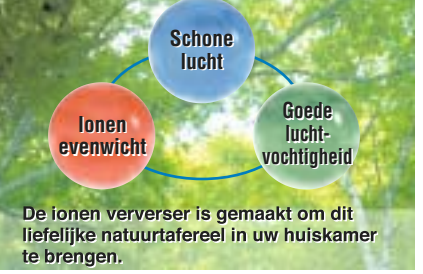 Schone
lucht
Ionen
evenwicht
Goede
lucht-
vochtigheid
De ionen ververser is gemaakt om dit
liefelijke natuurtafereel in uw huiskamer
te brengen.